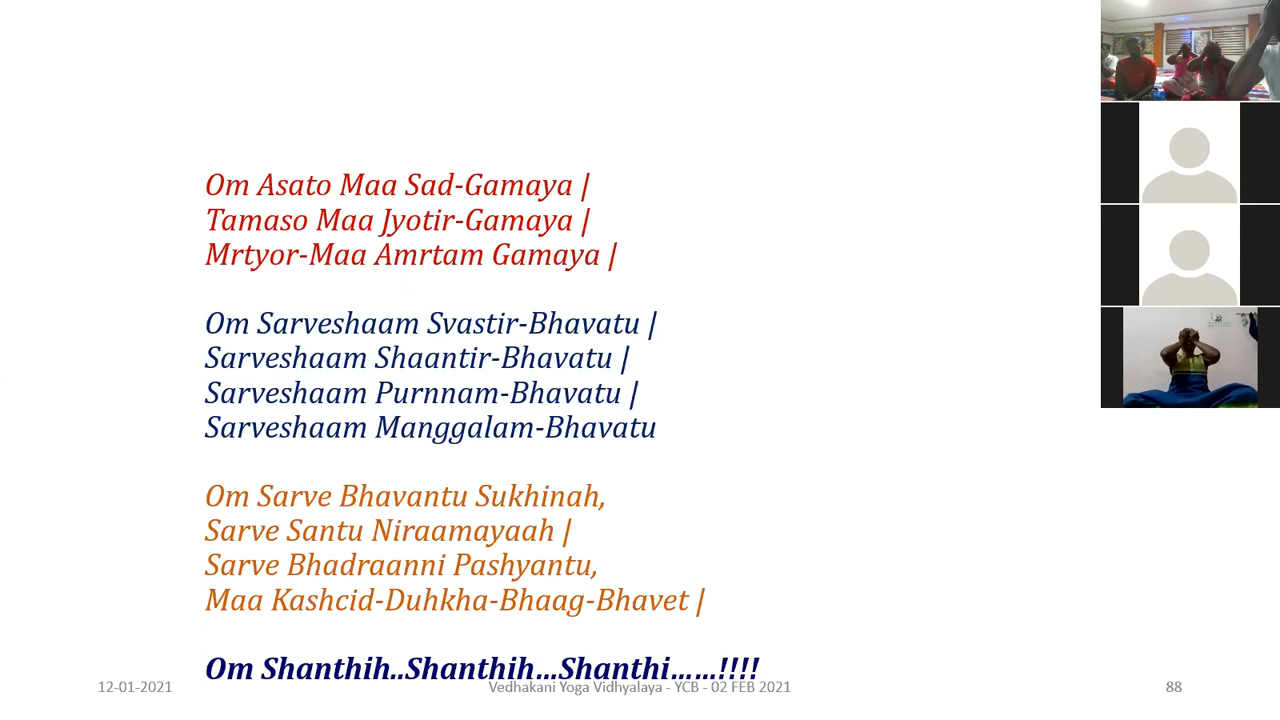 Om Asato Maa Sad-Gamaya |
Tamaso Maa Jyotir-Gamaya |
Mrtyor-Maa Amrtam Gamaya |
Om Sarveshaam Svastir-Bhavatu |
Sarveshaam Shaantir-Bhavatu |
Sarveshaam Purnnam-Bhavatu |
Sarveshaam Manggalam-Bhavatu
Om Sarve Bhavantu Sukhinah,
Sarve Santu Niraamayaah |
Sarve Bhadraanni Pashyantu,
Maa Kashcid-Duhkha-Bhaag-Bhavet |
Om Shanthih..Shanthih...Shanthi......!!!!
12-01-2021 Vedhakani Yoga Vidhyalaya - YCB - 02 FEB 2021 88